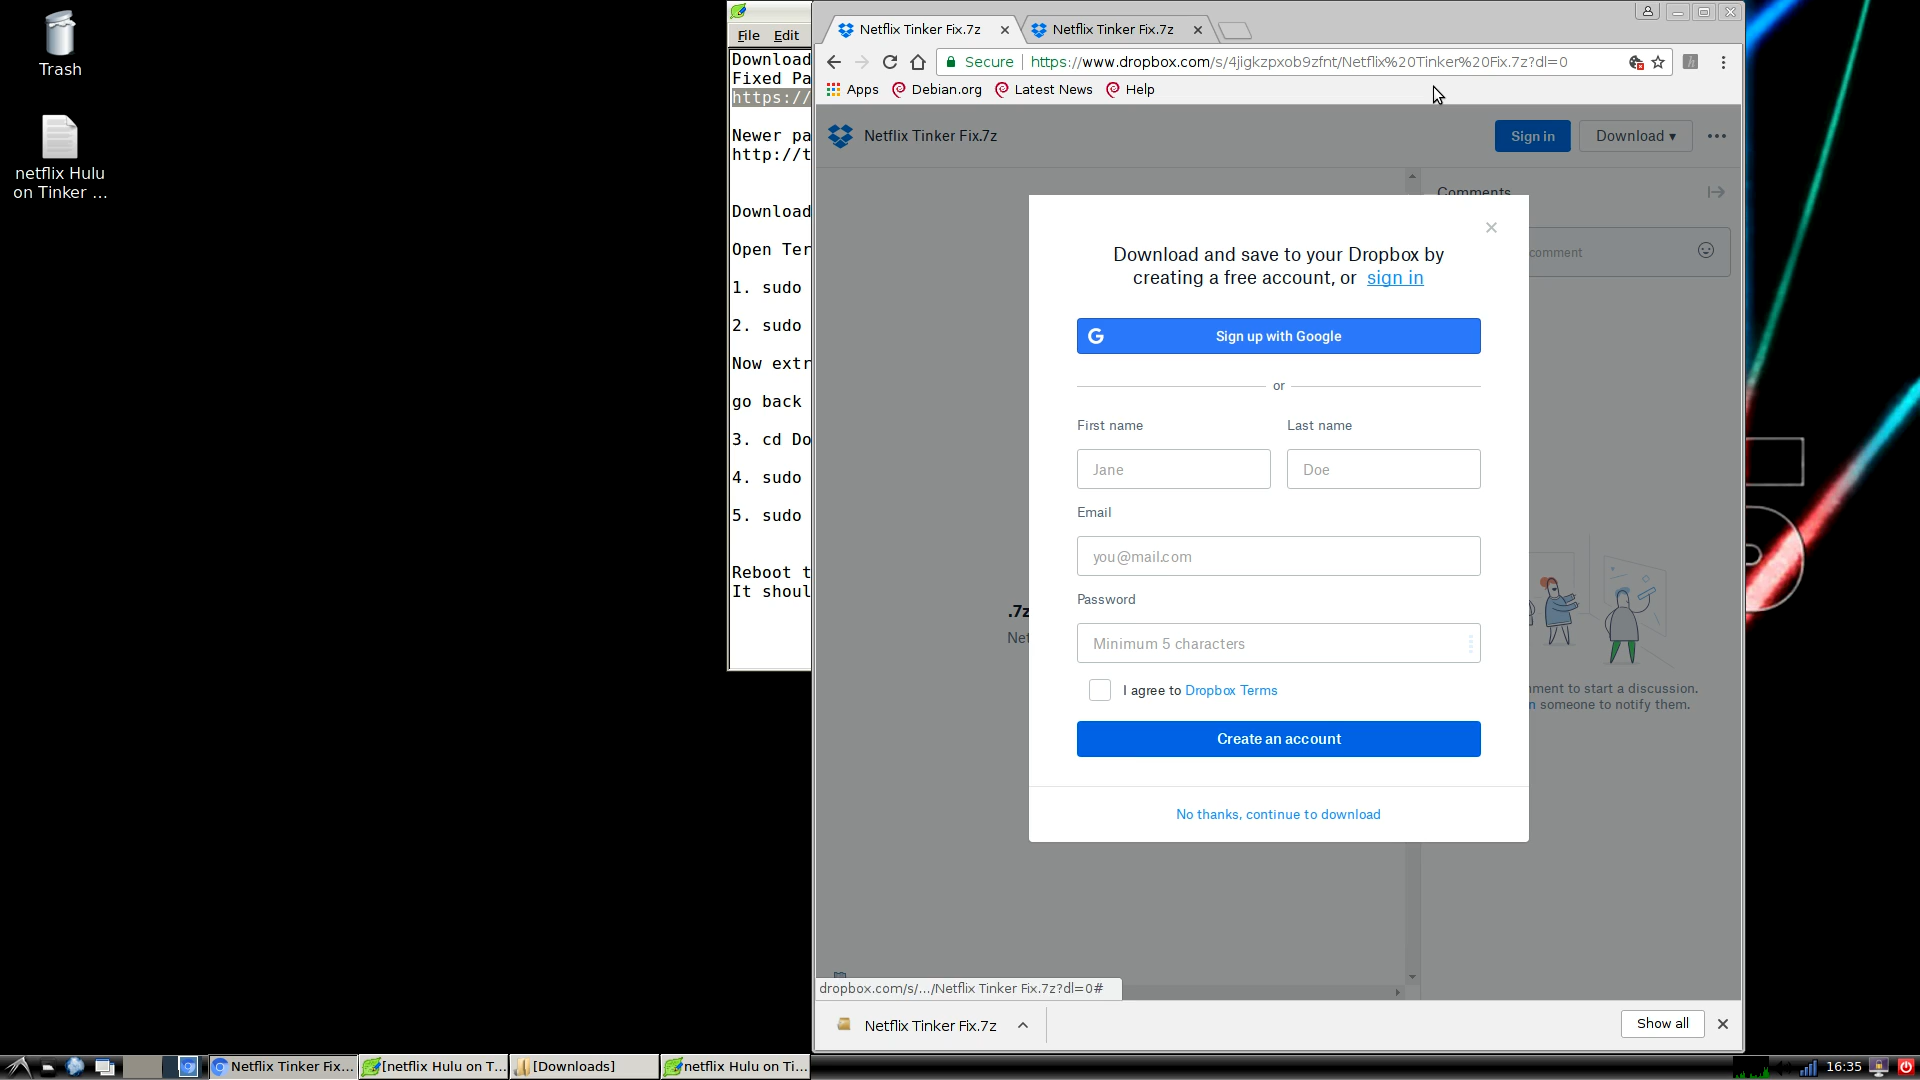 Trash
netflix Hulu
on Tinker ...
File Edit
Download
Fixed Pa
https://
Newer pa
http://t
Download
Open Ter
1. sudo
2. sudo
Now extr
go back
3. cd Do
4. sudo
5. sudo
Reboot t
It shoul
Netflix Tinker Fix.7z
Netflix Tinker Fix.7z
Secure https://www.dropbox.com/s/4jigkzpxob9zfnt/Netflix%20Tinker%20Fix.7z?dl=0
Apps Debian.org Latest News Help
Netflix Tinker Fix.7z
Sign in Download ▾ •••
Comments
comment
Download and save to your Dropbox by
creating a free account, or sign in
G Sign up with Google
or
First name Last name
Jane Doe
Email
you@mail.com
Password
Minimum 5 characters
I agree to Dropbox Terms
Create an account
No thanks, continue to download
.7z
Net
ment to start a discussion.
n someone to notify them.
dropbox.com/s/.../Netflix Tinker Fix.7z?dl=0#
Netflix Tinker Fix.7z
Show all
Netflix Tinker Fix...
[netflix Hulu on T...
[Downloads]
netflix Hulu on Ti...
16:35